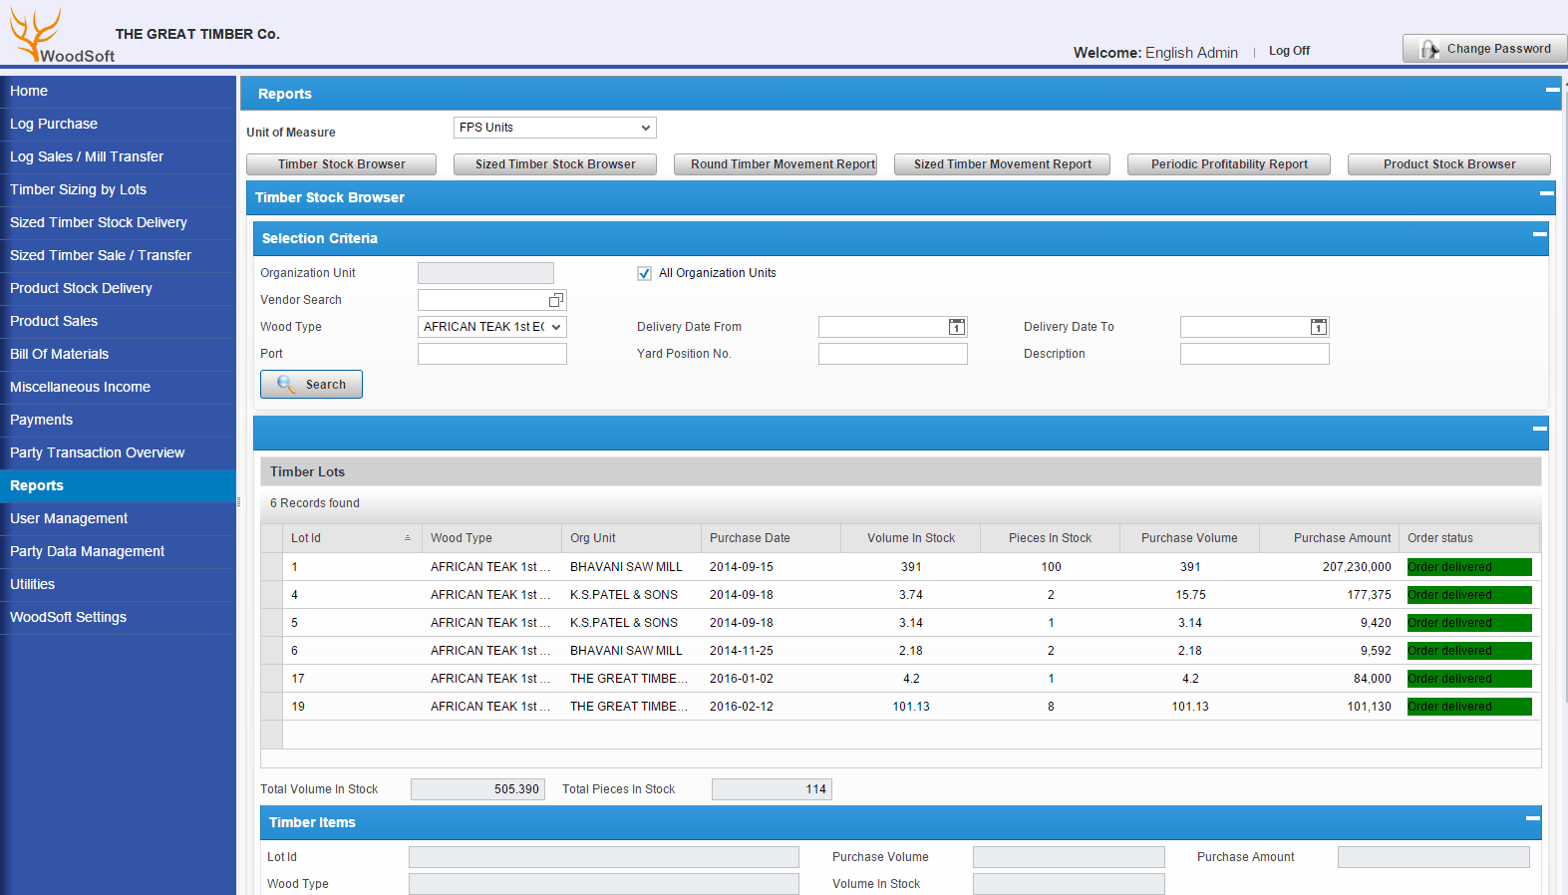 THE GREAT TIMBER Co.
WoodSoft
Welcome: English Admin | Log Off
Change Password
Home
Log Purchase
Log Sales / Mill Transfer
Timber Sizing by Lots
Sized Timber Stock Delivery
Sized Timber Sale / Transfer
Product Stock Delivery
Product Sales
Bill Of Materials
Miscellaneous Income
Payments
Party Transaction Overview
Reports
User Management
Party Data Management
Utilities
WoodSoft Settings
Reports
Unit of Measure FPS Units
Timber Stock Browser Sized Timber Stock Browser Round Timber Movement Report Sized Timber Movement Report Periodic Profitability Report Product Stock Browser
Timber Stock Browser
Selection Criteria
Organization Unit All Organization Units
Vendor Search
Wood Type AFRICAN TEAK 1st Delivery Date From 1 Delivery Date To 1
Port Yard Position No. Description
Search
Timber Lots
6 Records found
Lot Id Wood Type Org Unit Purchase Date Volume In Stock Pieces In Stock Purchase Volume Purchase Amount Order status
1 AFRICAN TEAK 1st ... BHAVANI SAW MILL 2014-09-15 391 100 391 207,230,000 Order delivered
4 AFRICAN TEAK 1st ... K.S.PATEL & SONS 2014-09-18 3.74 2 15.75 177,375 Order delivered
5 AFRICAN TEAK 1st ... K.S.PATEL & SONS 2014-09-18 3.14 1 3.14 9,420 Order delivered
6 AFRICAN TEAK 1st ... BHAVANI SAW MILL 2014-11-25 2.18 2 2.18 9,592 Order delivered
17 AFRICAN TEAK 1st ... THE GREAT TIMBE... 2016-01-02 4.2 1 4.2 84,000 Order delivered
19 AFRICAN TEAK 1st ... THE GREAT TIMBE... 2016-02-12 101.13 8 101.13 101,130 Order delivered
Total Volume In Stock 505.390 Total Pieces In Stock 114
Timber Items
Lot Id Purchase Volume Purchase Amount
Wood Type Volume In Stock